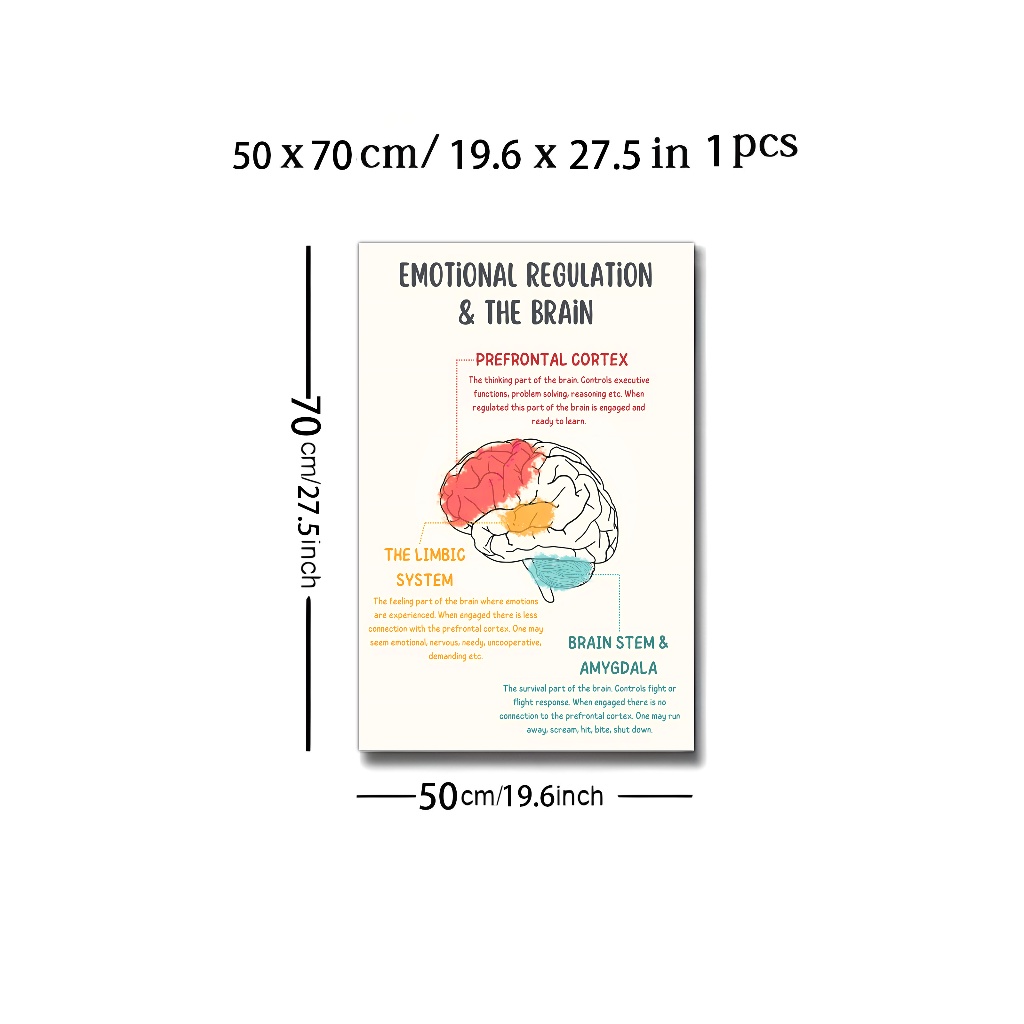 50 x 70 cm/ 19.6 x 27.5 in 1 pcs
EMOTIONAL REGULATION
& THE BRAIN
PREFRONTAL CORTEX
The thinking part of the brain. Controls executive
functions, problem solving, reasoning etc. When
regulated this part of the brain is engaged and
ready to learn.
THE LIMBIC
SYSTEM
The feeling part of the brain where emotions
are experienced. When engaged there is less
connection with the prefrontal cortex. One may
seem emotional, nervous, needy, uncooperative,
demanding etc.
BRAIN STEM &
AMYGDALA
The survival part of the brain. Controls fight or
flight response. When engaged there is no
connection to the prefrontal cortex. One may run
away, scream, hit, bite, shut down.
70cm/27.5inch
50cm/19.6inch